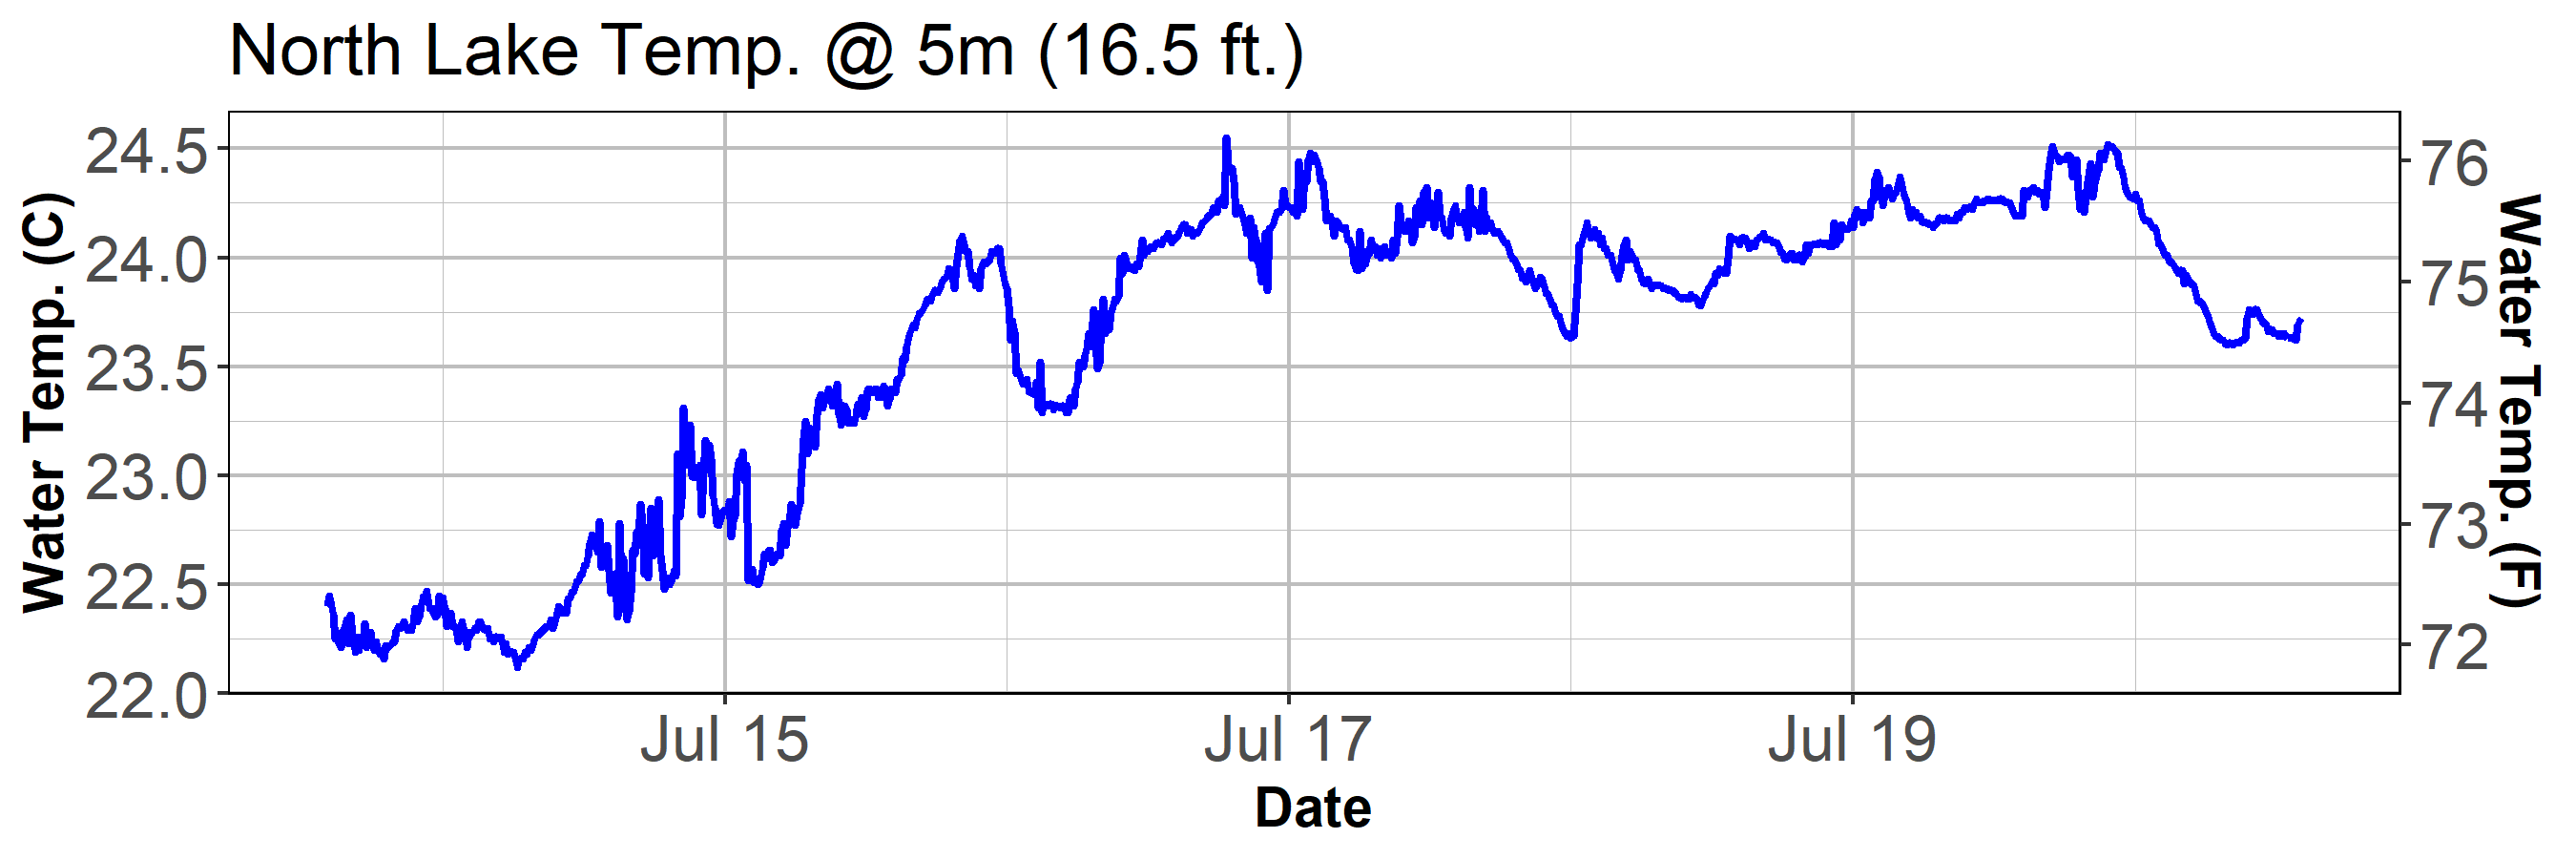 North Lake Temp. @ 5m (16.5 ft.)
Water Temp. (C)
24.5
24.0
23.5
23.0
22.5
22.0
76
75
74
73
72
Water Temp. (F)
Jul 15 Jul 17 Jul 19
Date